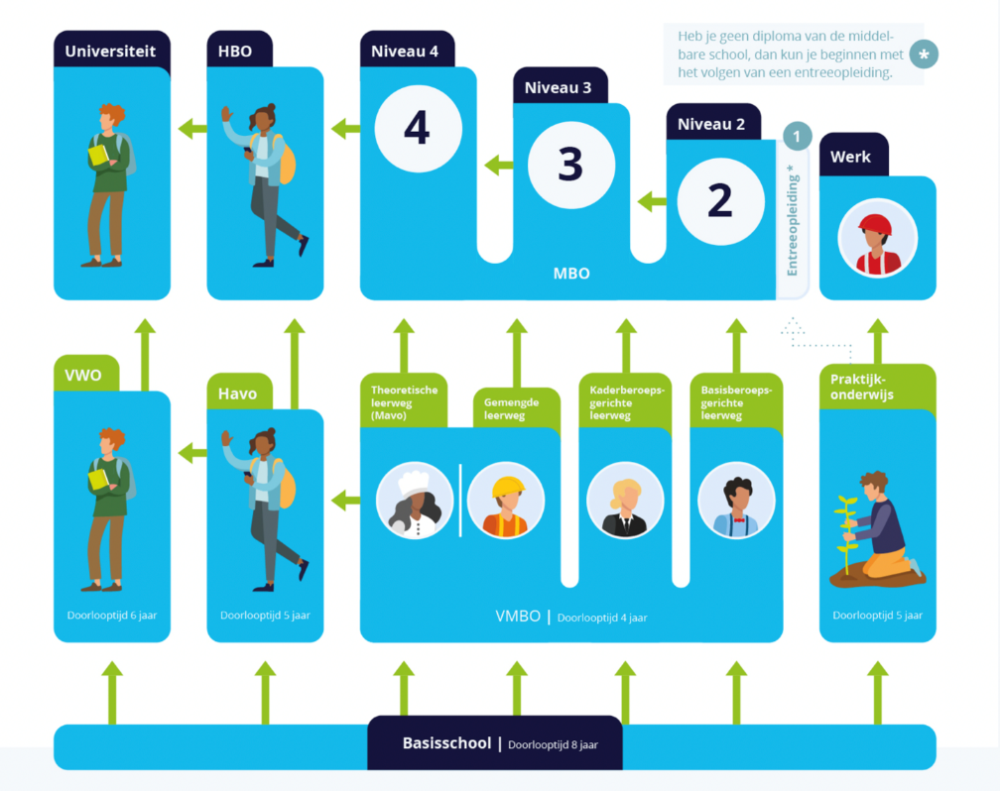 Universiteit
HBO
Niveau 4
4
Niveau 3
3
Niveau 2
2
MBO
1
Entreeopleiding *
Werk
Heb je geen diploma van de middel-
bare school, dan kun je beginnen met
het volgen van een entreeopleiding.
*
VWO
Doorlooptijd 6 jaar
Havo
Doorlooptijd 5 jaar
Theoretische
leerweg
(Mavo)
Gemengde
leerweg
Kaderberoeps-
gerichte
leerweg
Basisberoeps-
gerichte
leerweg
VMBO | Doorlooptijd 4 jaar
Praktijk-
onderwijs
Doorlooptijd 5 jaar
Basisschool | Doorlooptijd 8 jaar